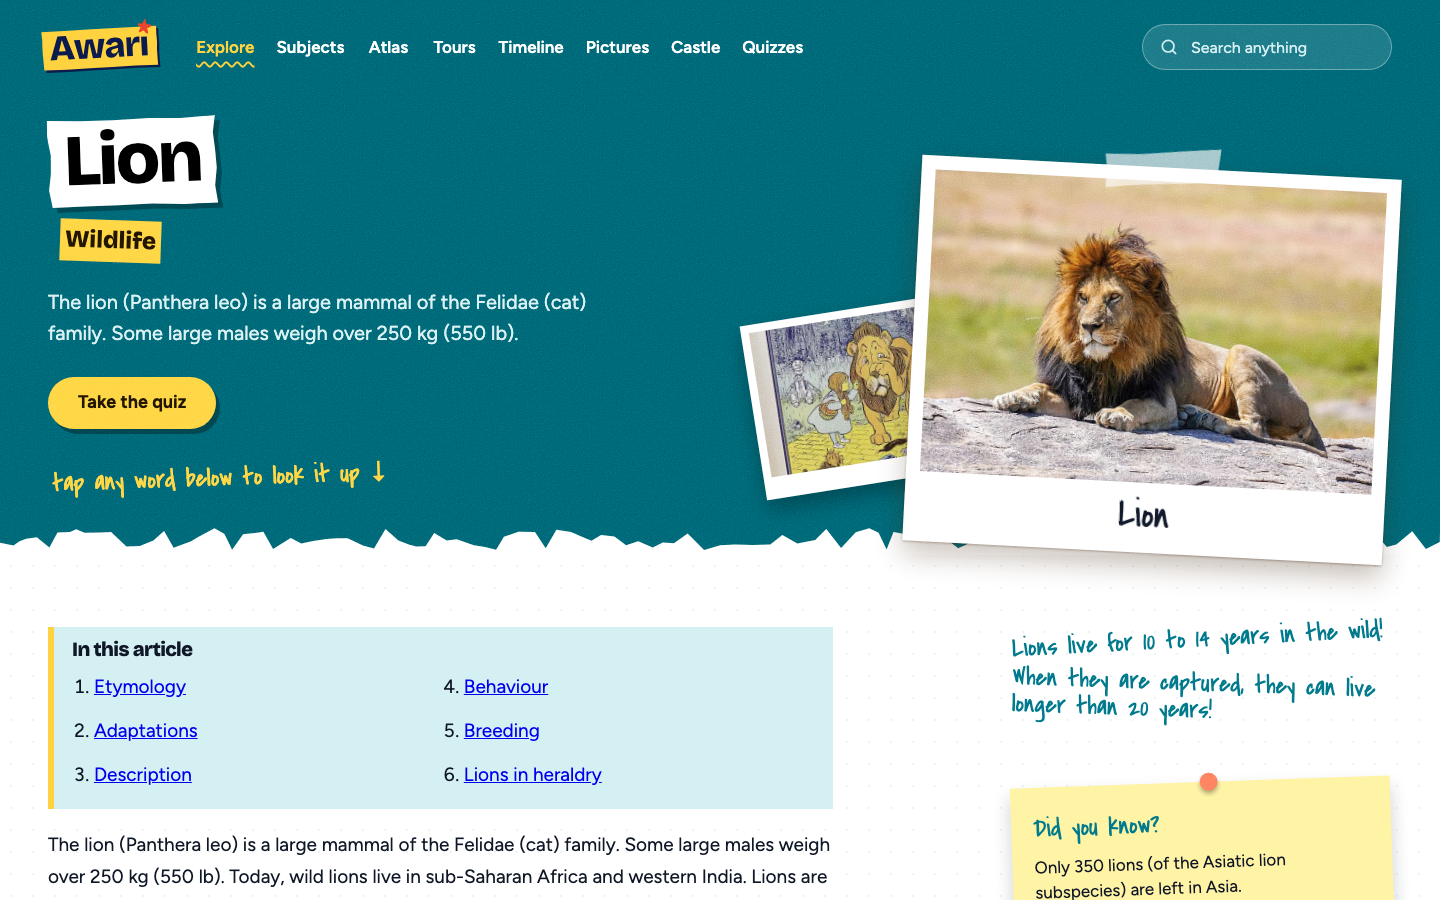 Awari
Explore Subjects Atlas Tours Timeline Pictures Castle Quizzes
Search anything
Lion
Wildlife
The lion (Panthera leo) is a large mammal of the Felidae (cat)
family. Some large males weigh over 250 kg (550 lb).
Take the quiz
tap any word below to look it up ↓
Lion
In this article
1. Etymology
2. Adaptations
3. Description
4. Behaviour
5. Breeding
6. Lions in heraldry
The lion (Panthera leo) is a large mammal of the Felidae (cat) family. Some large males weigh
over 250 kg (550 lb). Today, wild lions live in sub-Saharan Africa and western India. Lions are
Lions live for 10 to 14 years in the wild!
When they are captured, they can live
longer than 20 years!
Did you know?
Only 350 lions (of the Asiatic lion
subspecies) are left in Asia.